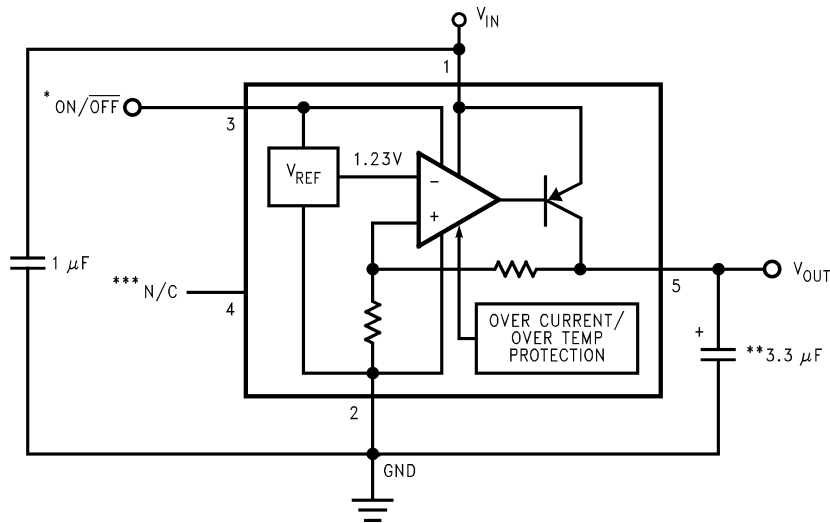 V_IN
1
* ON/O̅F̅F̅
3
V_REF
1.23V
−
+
1 µF
*** N/C
4
5
V_OUT
OVER CURRENT/
OVER TEMP
PROTECTION
+
**3.3 µF
2
GND